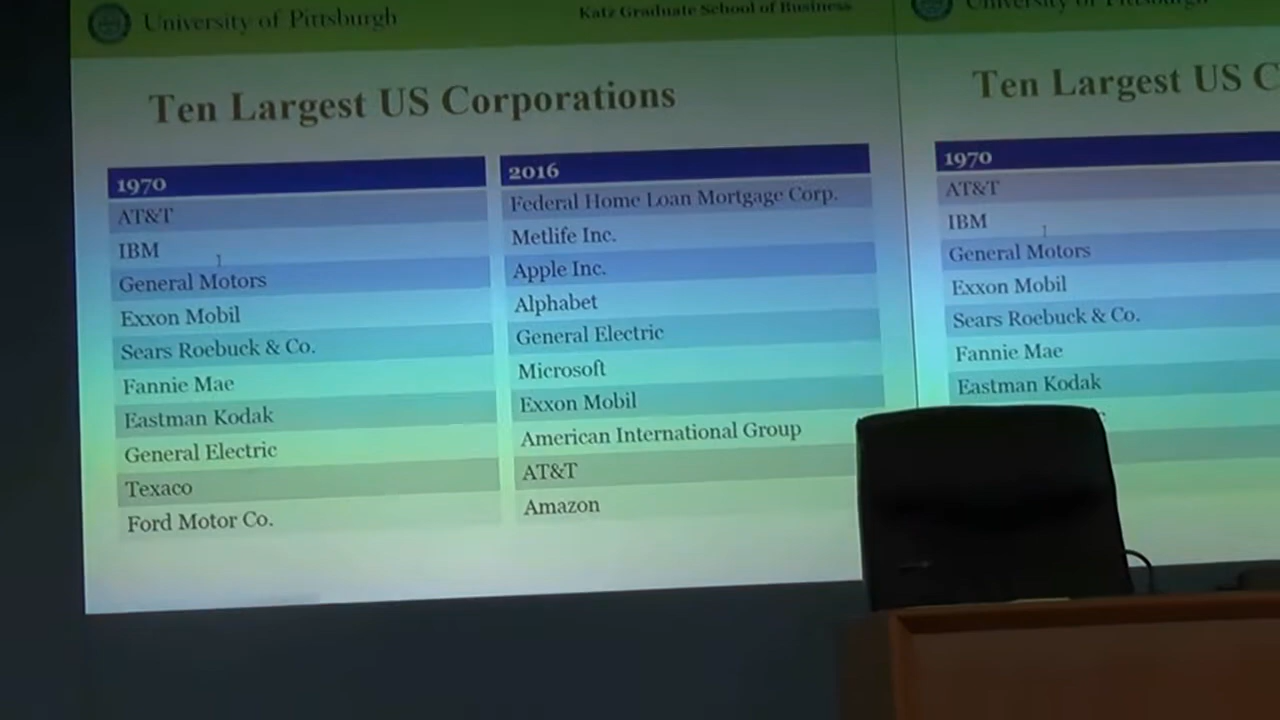 University of Pittsburgh
Katz Graduate School of Business
Ten Largest US Corporations
1970
AT&T
IBM
General Motors
Exxon Mobil
Sears Roebuck & Co.
Fannie Mae
Eastman Kodak
General Electric
Texaco
Ford Motor Co.
2016
Federal Home Loan Mortgage Corp.
Metlife Inc.
Apple Inc.
Alphabet
General Electric
Microsoft
Exxon Mobil
American International Group
AT&T
Amazon
University of Pittsburgh
Ten Largest US C
1970
AT&T
IBM
General Motors
Exxon Mobil
Sears Roebuck & Co.
Fannie Mae
Eastman Kodak